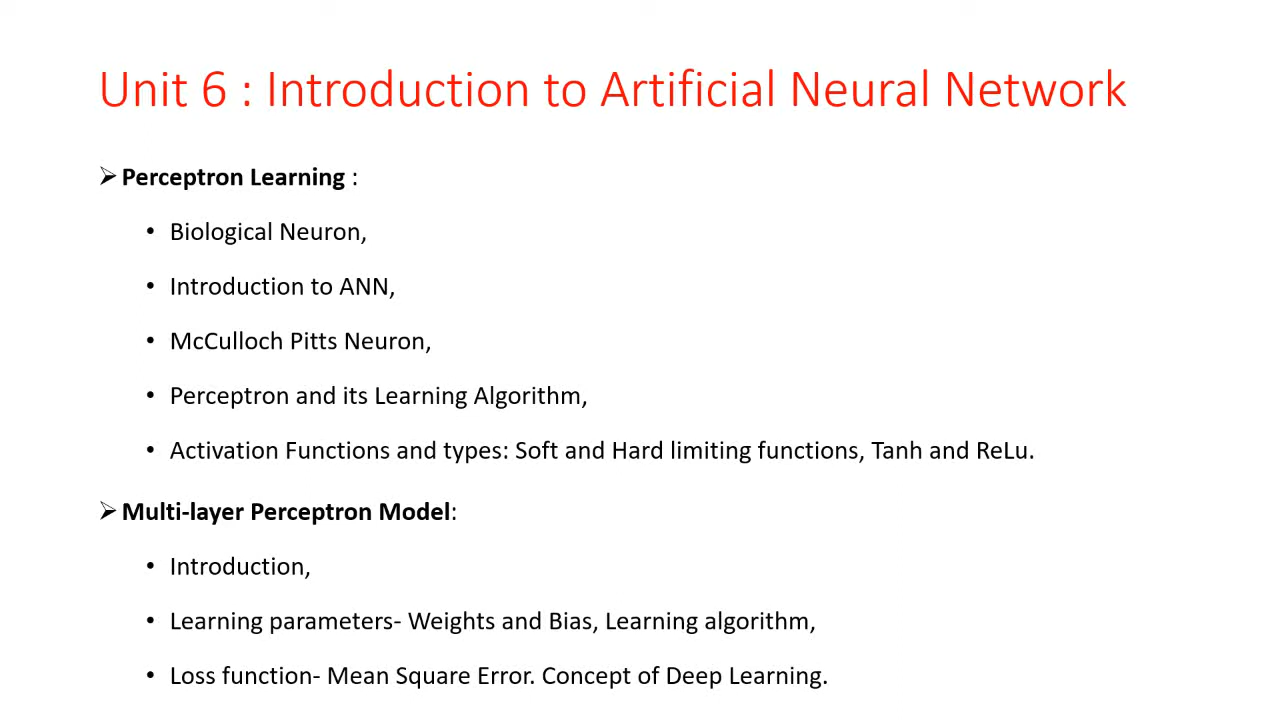 Unit 6 : Introduction to Artificial Neural Network
Perceptron Learning :
Biological Neuron,
Introduction to ANN,
McCulloch Pitts Neuron,
Perceptron and its Learning Algorithm,
Activation Functions and types: Soft and Hard limiting functions, Tanh and ReLu.
Multi-layer Perceptron Model:
Introduction,
Learning parameters- Weights and Bias, Learning algorithm,
Loss function- Mean Square Error. Concept of Deep Learning.